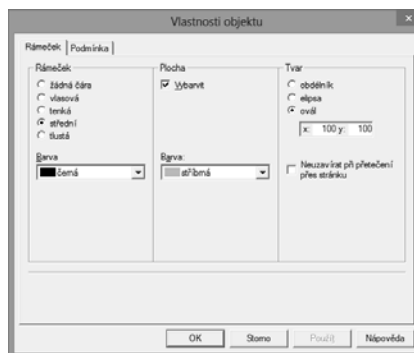 Vlastnosti objektu
x
Rámeček
Podmínka
Rámeček
žádná čára
vlasová
tenká
střední
tlustá
Barva
černá
Plocha
Vybarvit
Barva:
stříbrná
Tvar
obdélník
elipsa
ovál
x: 100 y: 100
Neuzavírat při přetečení
přes stránku
OK
Storno
Použít
Nápověda